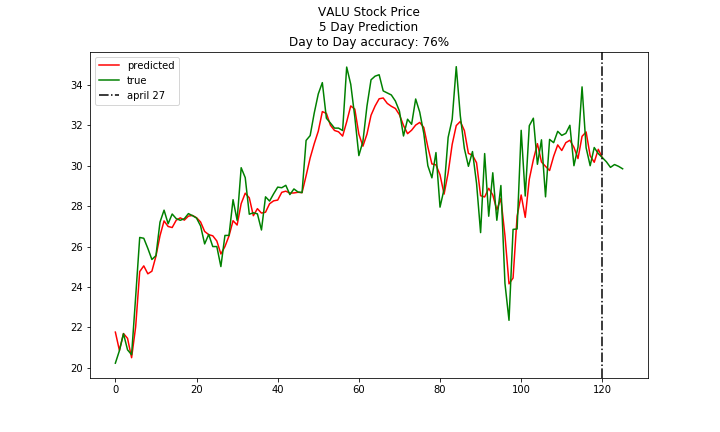 VALU Stock Price
5 Day Prediction
Day to Day accuracy: 76%
predicted
true
april 27
34
32
30
28
26
24
22
20
0
20
40
60
80
100
120